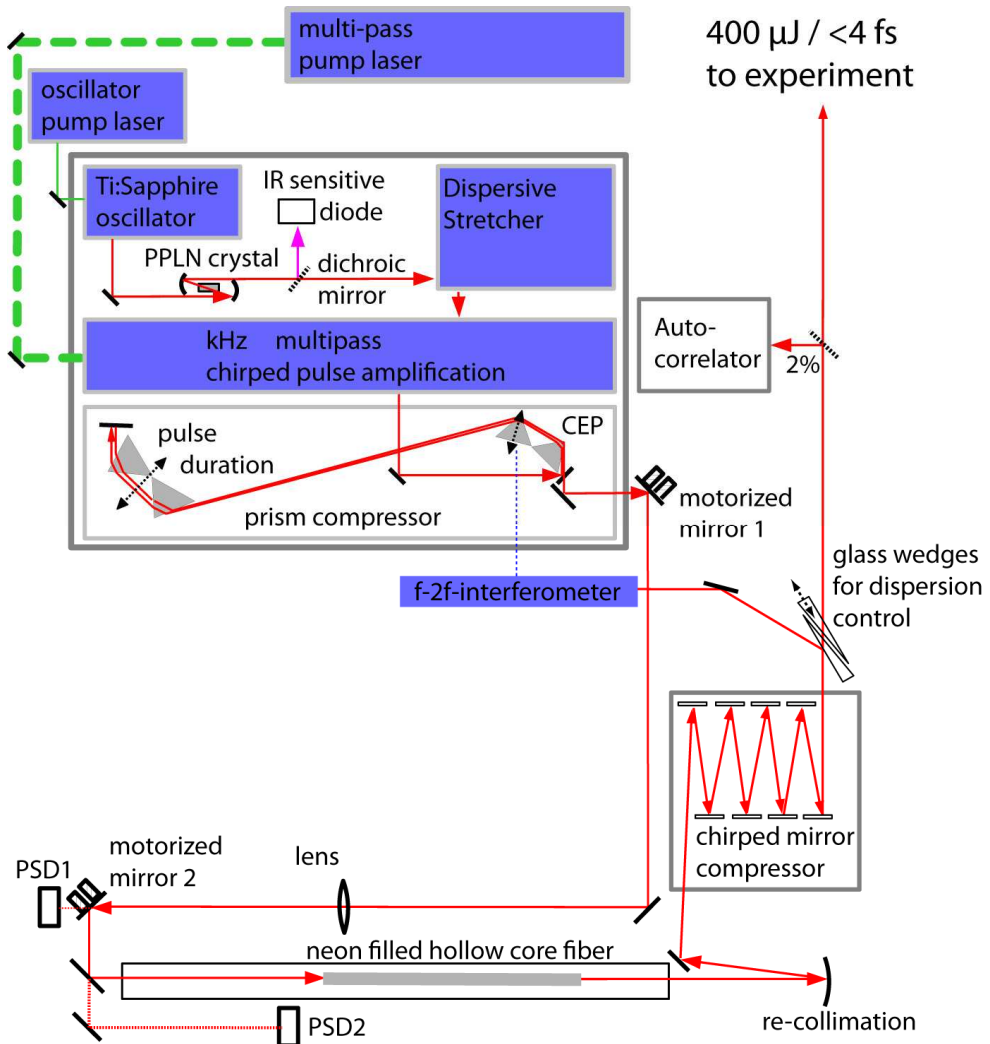 multi-pass
pump laser
400 µJ / <4 fs
to experiment
oscillator
pump laser
Ti:Sapphire
oscillator
IR sensitive
diode
Dispersive
Stretcher
PPLN crystal
dichroic
mirror
kHz multipass
chirped pulse amplification
Auto-
correlator
2%
pulse
duration
CEP
prism compressor
motorized
mirror 1
f-2f-interferometer
glass wedges
for dispersion
control
chirped mirror
compressor
PSD1
motorized
mirror 2
lens
neon filled hollow core fiber
PSD2
re-collimation